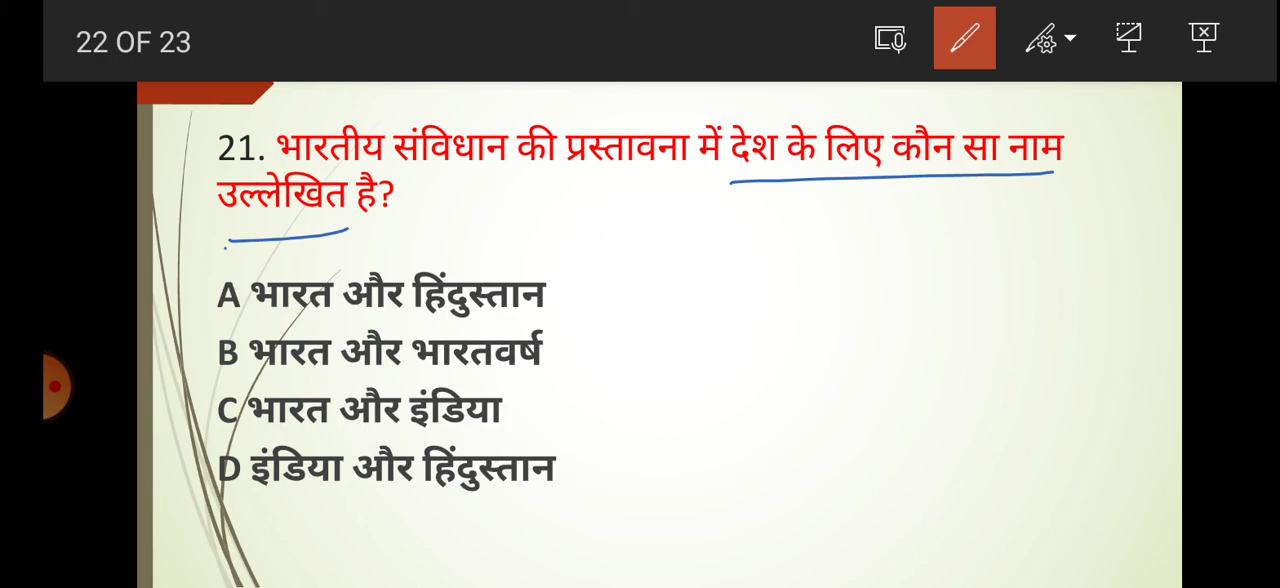 22 OF 23
21. भारतीय संविधान की प्रस्तावना में देश के लिए कौन सा नाम
उल्लेखित है?
A भारत और हिंदुस्तान
B भारत और भारतवर्ष
C भारत और इंडिया
D इंडिया और हिंदुस्तान